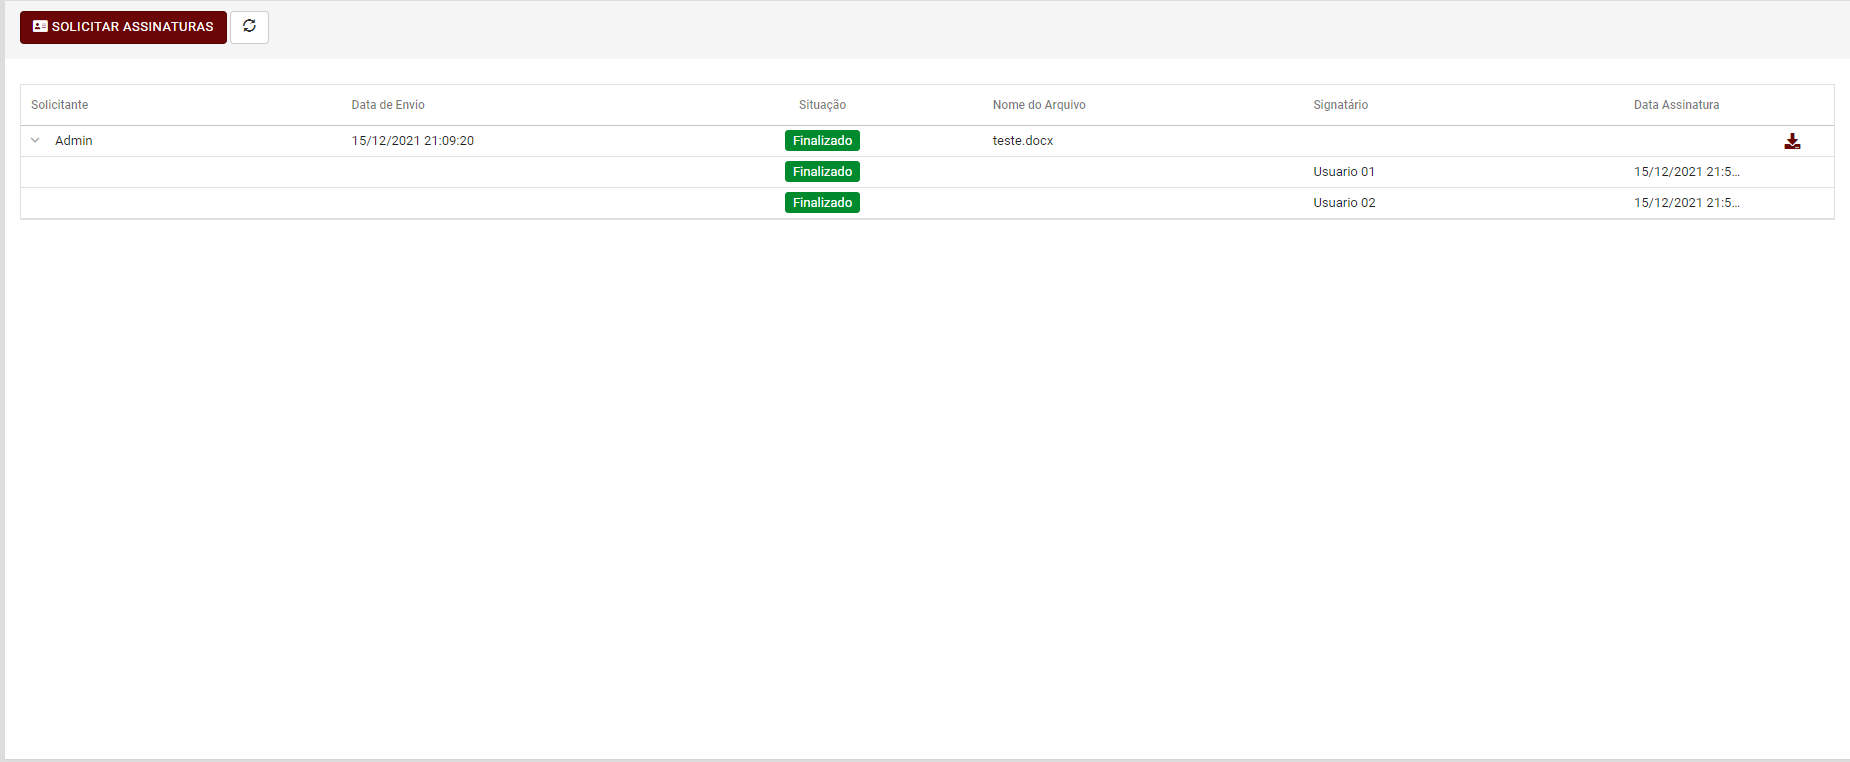 SOLICITAR ASSINATURAS
Solicitante Data de Envio Situação Nome do Arquivo Signatário Data Assinatura
Admin 15/12/2021 21:09:20 Finalizado teste.docx
Finalizado Usuario 01 15/12/2021 21:5...
Finalizado Usuario 02 15/12/2021 21:5...